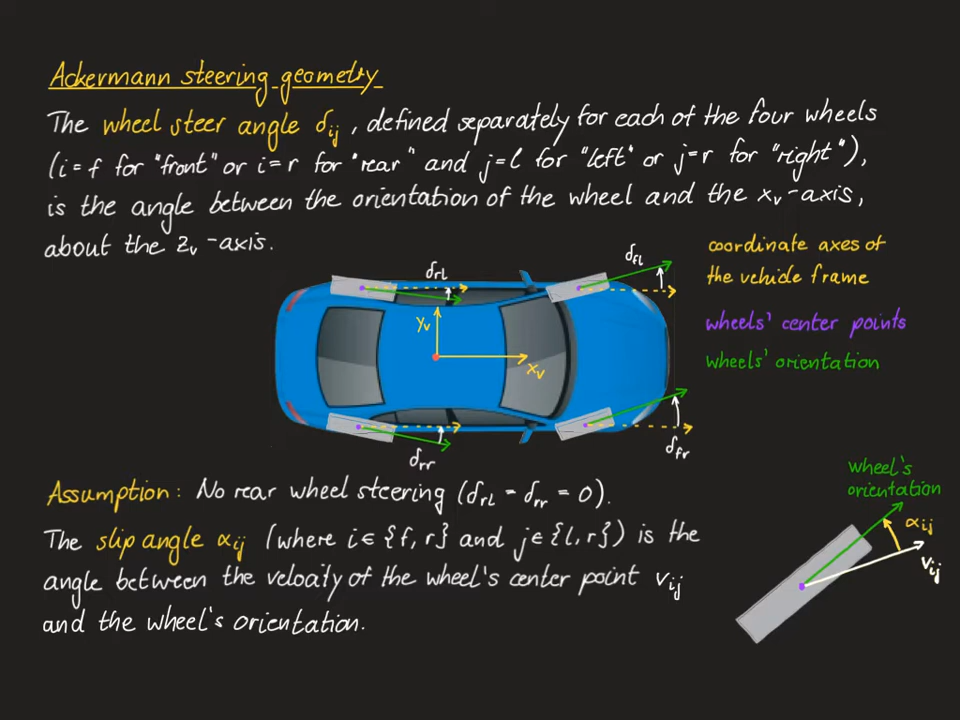 Ackermann steering geometry
The wheel steer angle δij, defined separately for each of the four wheels
(i=f for "front" or i=r for "rear" and j=l for "left" or j=r for "right"),
is the angle between the orientation of the wheel and the xv-axis,
about the zv-axis.
δrl
δfl
coordinate axes of
the vehicle frame
yv
wheels' center points
xv
wheels' orientation
δrr
δfr
Assumption: No rear wheel steering (δrl = δrr = 0).
wheel's
orientation
The slip angle αij (where i∈{f,r} and j∈{l,r}) is the
αij
vij
angle between the velocity of the wheel's center point vij
and the wheel's orientation.